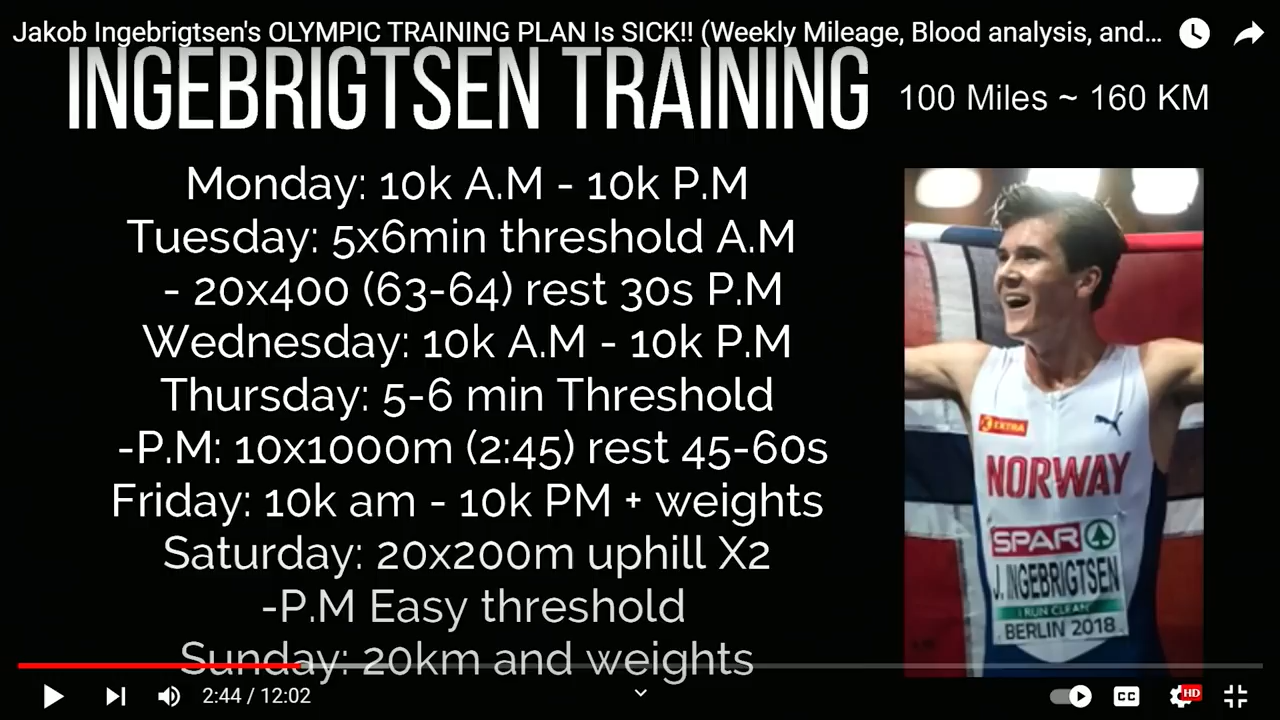 Jakob Ingebrigtsen's OLYMPIC TRAINING PLAN Is SICK!! (Weekly Mileage, Blood analysis, and...
INGEBRIGTSEN TRAINING
100 Miles ~ 160 KM
Monday: 10k A.M - 10k P.M
Tuesday: 5x6min threshold A.M
- 20x400 (63-64) rest 30s P.M
Wednesday: 10k A.M - 10k P.M
Thursday: 5-6 min Threshold
-P.M: 10x1000m (2:45) rest 45-60s
Friday: 10k am - 10k PM + weights
Saturday: 20x200m uphill X2
-P.M Easy threshold
Sunday: 20km and weights
EXTRA
NORWAY
SPAR
J. INGEBRIGTSEN
I RUN CLEAN
BERLIN 2018
2:44 / 12:02
CC
HD